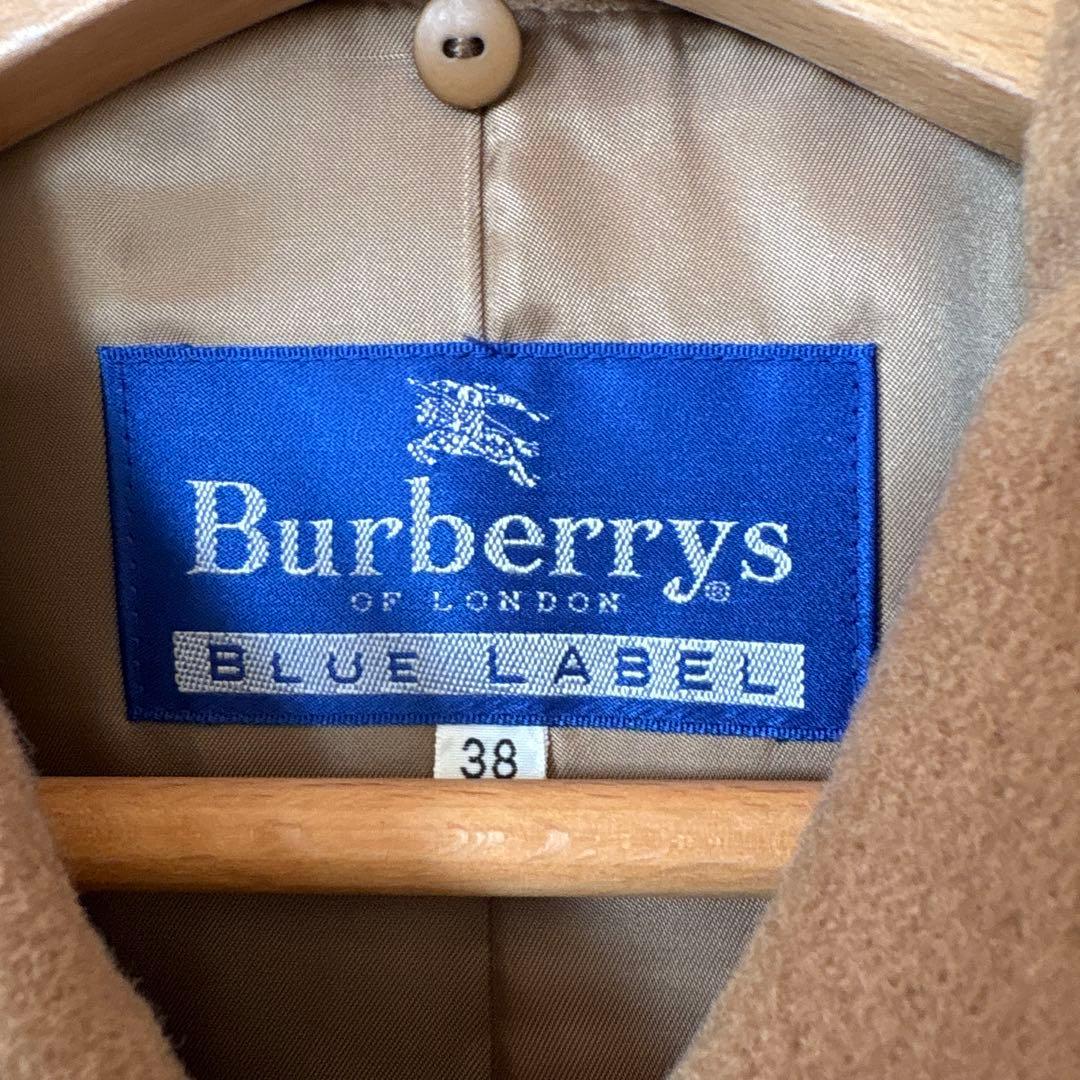 Burberrys®
OF LONDON
BLUE LABEL
38